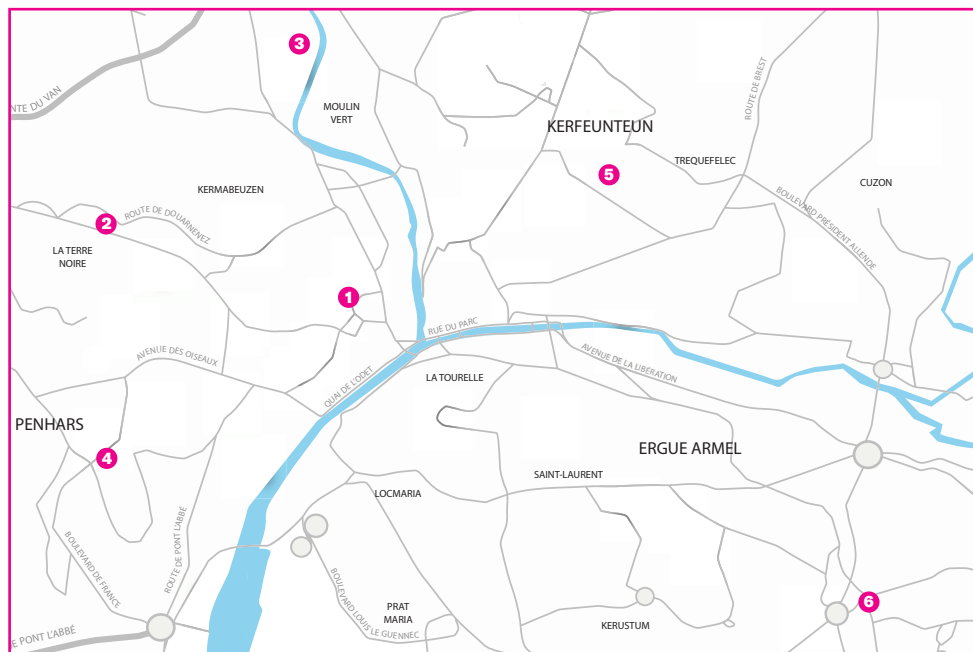 3
NTE DU VAN
MOULIN
VERT
ROUTE DE BREST
KERFEUNTEUN
TREQUEFELEC
5
CUZON
KERMABEUZEN
BOULEVARD PRÉSIDENT ALLENDE
2
ROUTE DE DOUARNENEZ
LA TERRE
NOIRE
1
RUE DU PARC
AVENUE DES OISEAUX
AVENUE DE LA LIBÉRATION
QUAI DE L'ODET
LA TOURELLE
PENHARS
4
ERGUE ARMEL
SAINT-LAURENT
LOCMARIA
ROUTE DE PONT L'ABBÉ
BOULEVARD DE FRANCE
BOULEVARD LOUIS LE GUENNEC
PRAT
MARIA
6
KERUSTUM
E PONT L'ABBÉ